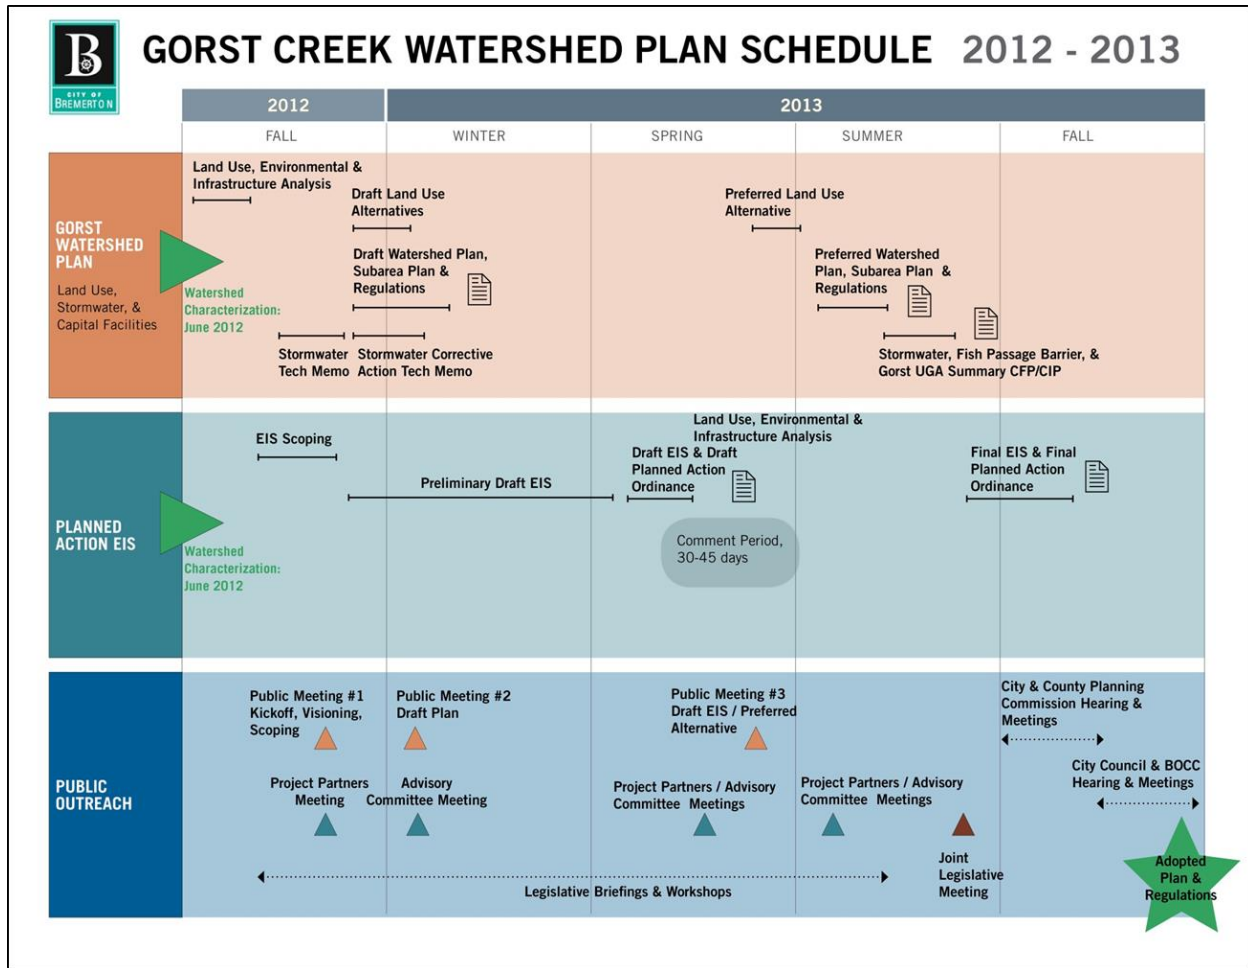 B
CITY OF
BREMERTON
GORST CREEK WATERSHED PLAN SCHEDULE 2012 - 2013
2012
2013
FALL
WINTER
SPRING
SUMMER
FALL
GORST
WATERSHED
PLAN
Land Use,
Stormwater, &
Capital Facilities
Watershed
Characterization:
June 2012
Land Use, Environmental &
Infrastructure Analysis
Draft Land Use
Alternatives
Draft Watershed Plan,
Subarea Plan &
Regulations
Stormwater
Tech Memo
Stormwater Corrective
Action Tech Memo
Preferred Land Use
Alternative
Preferred Watershed
Plan, Subarea Plan &
Regulations
Stormwater, Fish Passage Barrier, &
Gorst UGA Summary CFP/CIP
PLANNED
ACTION EIS
Watershed
Characterization:
June 2012
EIS Scoping
Preliminary Draft EIS
Land Use, Environmental &
Infrastructure Analysis
Draft EIS & Draft
Planned Action
Ordinance
Comment Period,
30-45 days
Final EIS & Final
Planned Action
Ordinance
PUBLIC
OUTREACH
Public Meeting #1
Kickoff, Visioning,
Scoping
Public Meeting #2
Draft Plan
Public Meeting #3
Draft EIS / Preferred
Alternative
City & County Planning
Commission Hearing &
Meetings
Project Partners
Meeting
Advisory
Committee Meeting
Project Partners / Advisory
Committee Meetings
Project Partners / Advisory
Committee Meetings
City Council & BOCC
Hearing & Meetings
Joint
Legislative
Meeting
Legislative Briefings & Workshops
Adopted
Plan &
Regulations